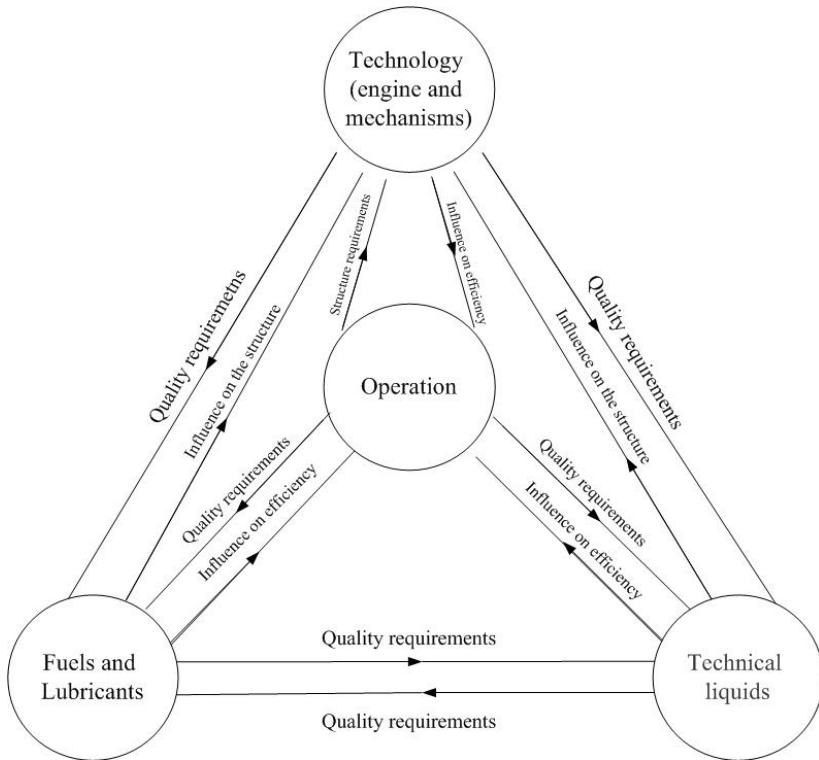 Technology
(engine and
mechanisms)
Quality requiremetns
Influence on the structure
Structure requirements
Influence on efficiency
Influence on the structure
Quality requirements
Operation
Quality requirements
Influence on efficiency
Quality requirements
Influence on efficiency
Fuels and
Lubricants
Quality requirements
Quality requirements
Technical
liquids